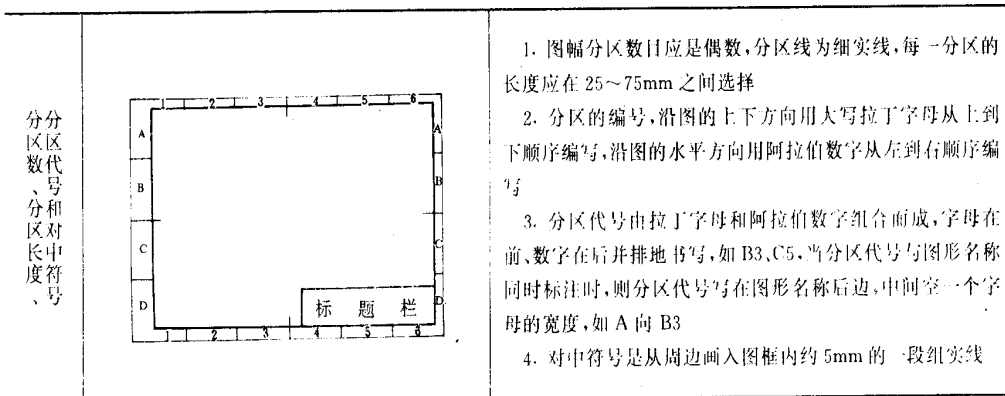 分区数、分区长度、
分区代号和对中符号
1 2 3 4 5 6
A A
B B
C C
D D
标 题 栏
1 2 3 4 5 6
1. 图幅分区数目应是偶数,分区线为细实线,每一分区的
长度应在 25~75mm 之间选择
2. 分区的编号,沿图的上下方向用大写拉丁字母从上到
下顺序编写,沿图的水平方向用阿拉伯数字从左到右顺序编
写
3. 分区代号由拉丁字母和阿拉伯数字组合而成,字母在
前、数字在后并排地书写,如 B3、C5,当分区代号与图形名称
同时标注时,则分区代号写在图形名称后边,中间空一个字
母的宽度,如 A 向 B3
4. 对中符号是从周边画入图框内约 5mm 的一段组实线